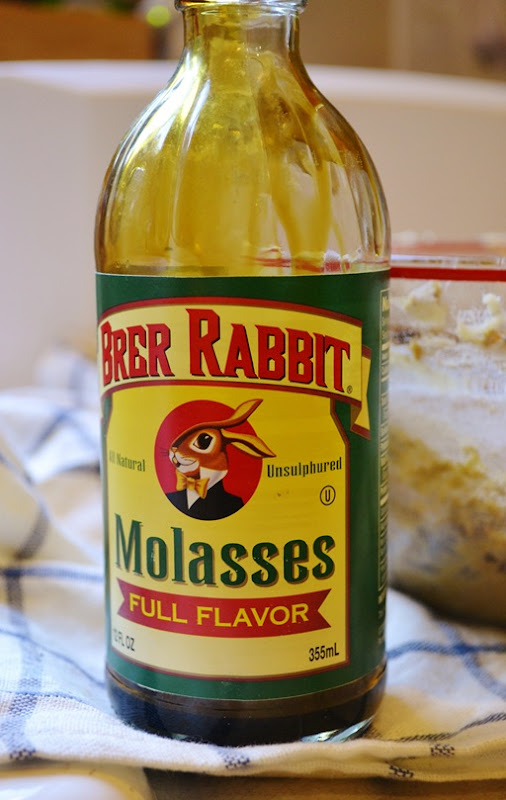 BRER RABBIT®
All Natural
Unsulphured
U
Molasses
FULL FLAVOR
12 FL OZ
355mL